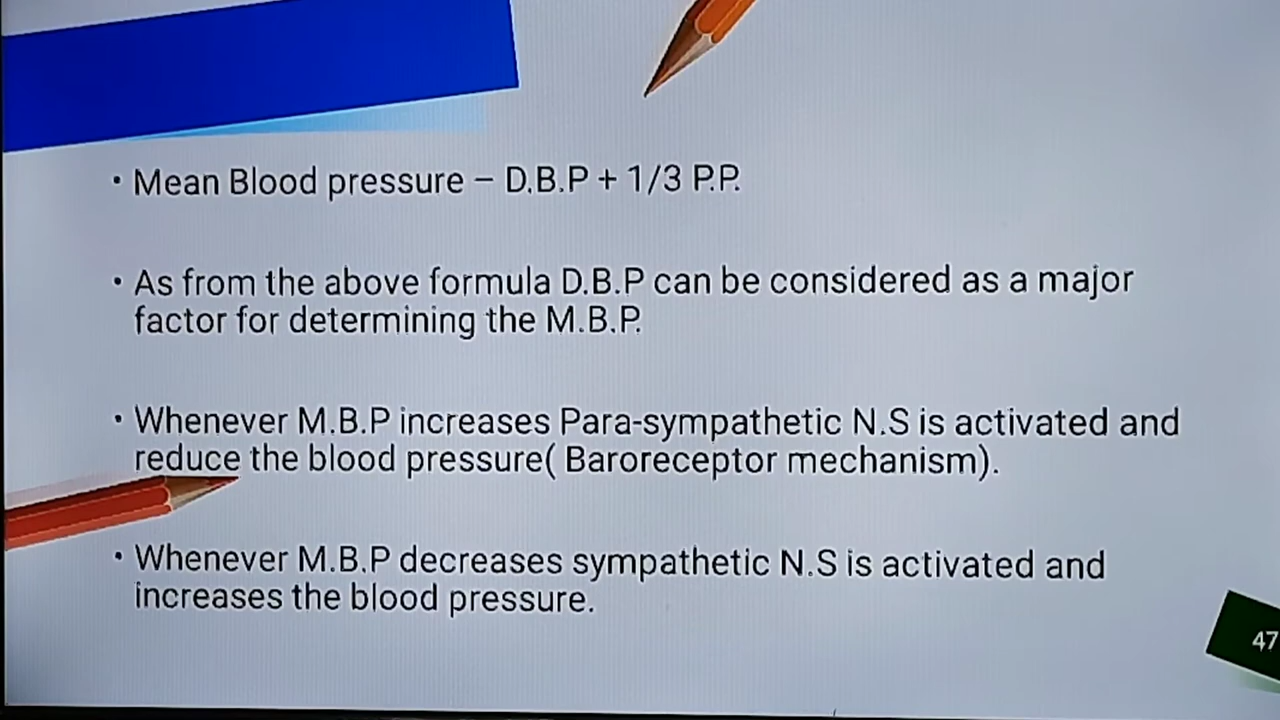 • Mean Blood pressure – D.B.P + 1/3 P.P.
• As from the above formula D.B.P can be considered as a major
factor for determining the M.B.P.
• Whenever M.B.P increases Para-sympathetic N.S is activated and
reduce the blood pressure( Baroreceptor mechanism).
• Whenever M.B.P decreases sympathetic N.S is activated and
increases the blood pressure.
47